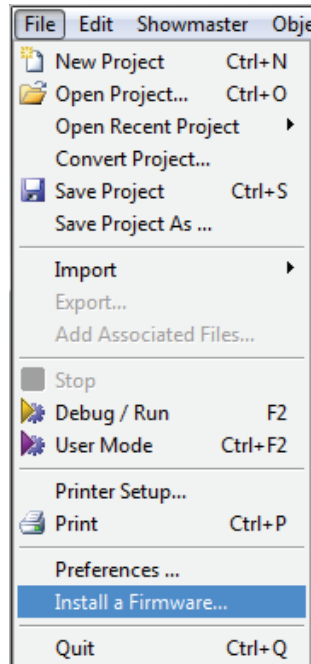 File Edit Showmaster Obje
New Project Ctrl+N
Open Project... Ctrl+O
Open Recent Project
Convert Project...
Save Project Ctrl+S
Save Project As ...
Import
Export...
Add Associated Files...
Stop
Debug / Run F2
User Mode Ctrl+F2
Printer Setup...
Print Ctrl+P
Preferences ...
Install a Firmware...
Quit Ctrl+Q